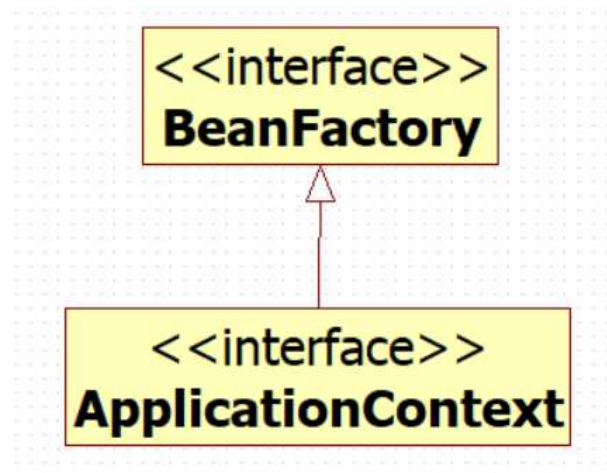 <<interface>>
BeanFactory
<<interface>>
ApplicationContext